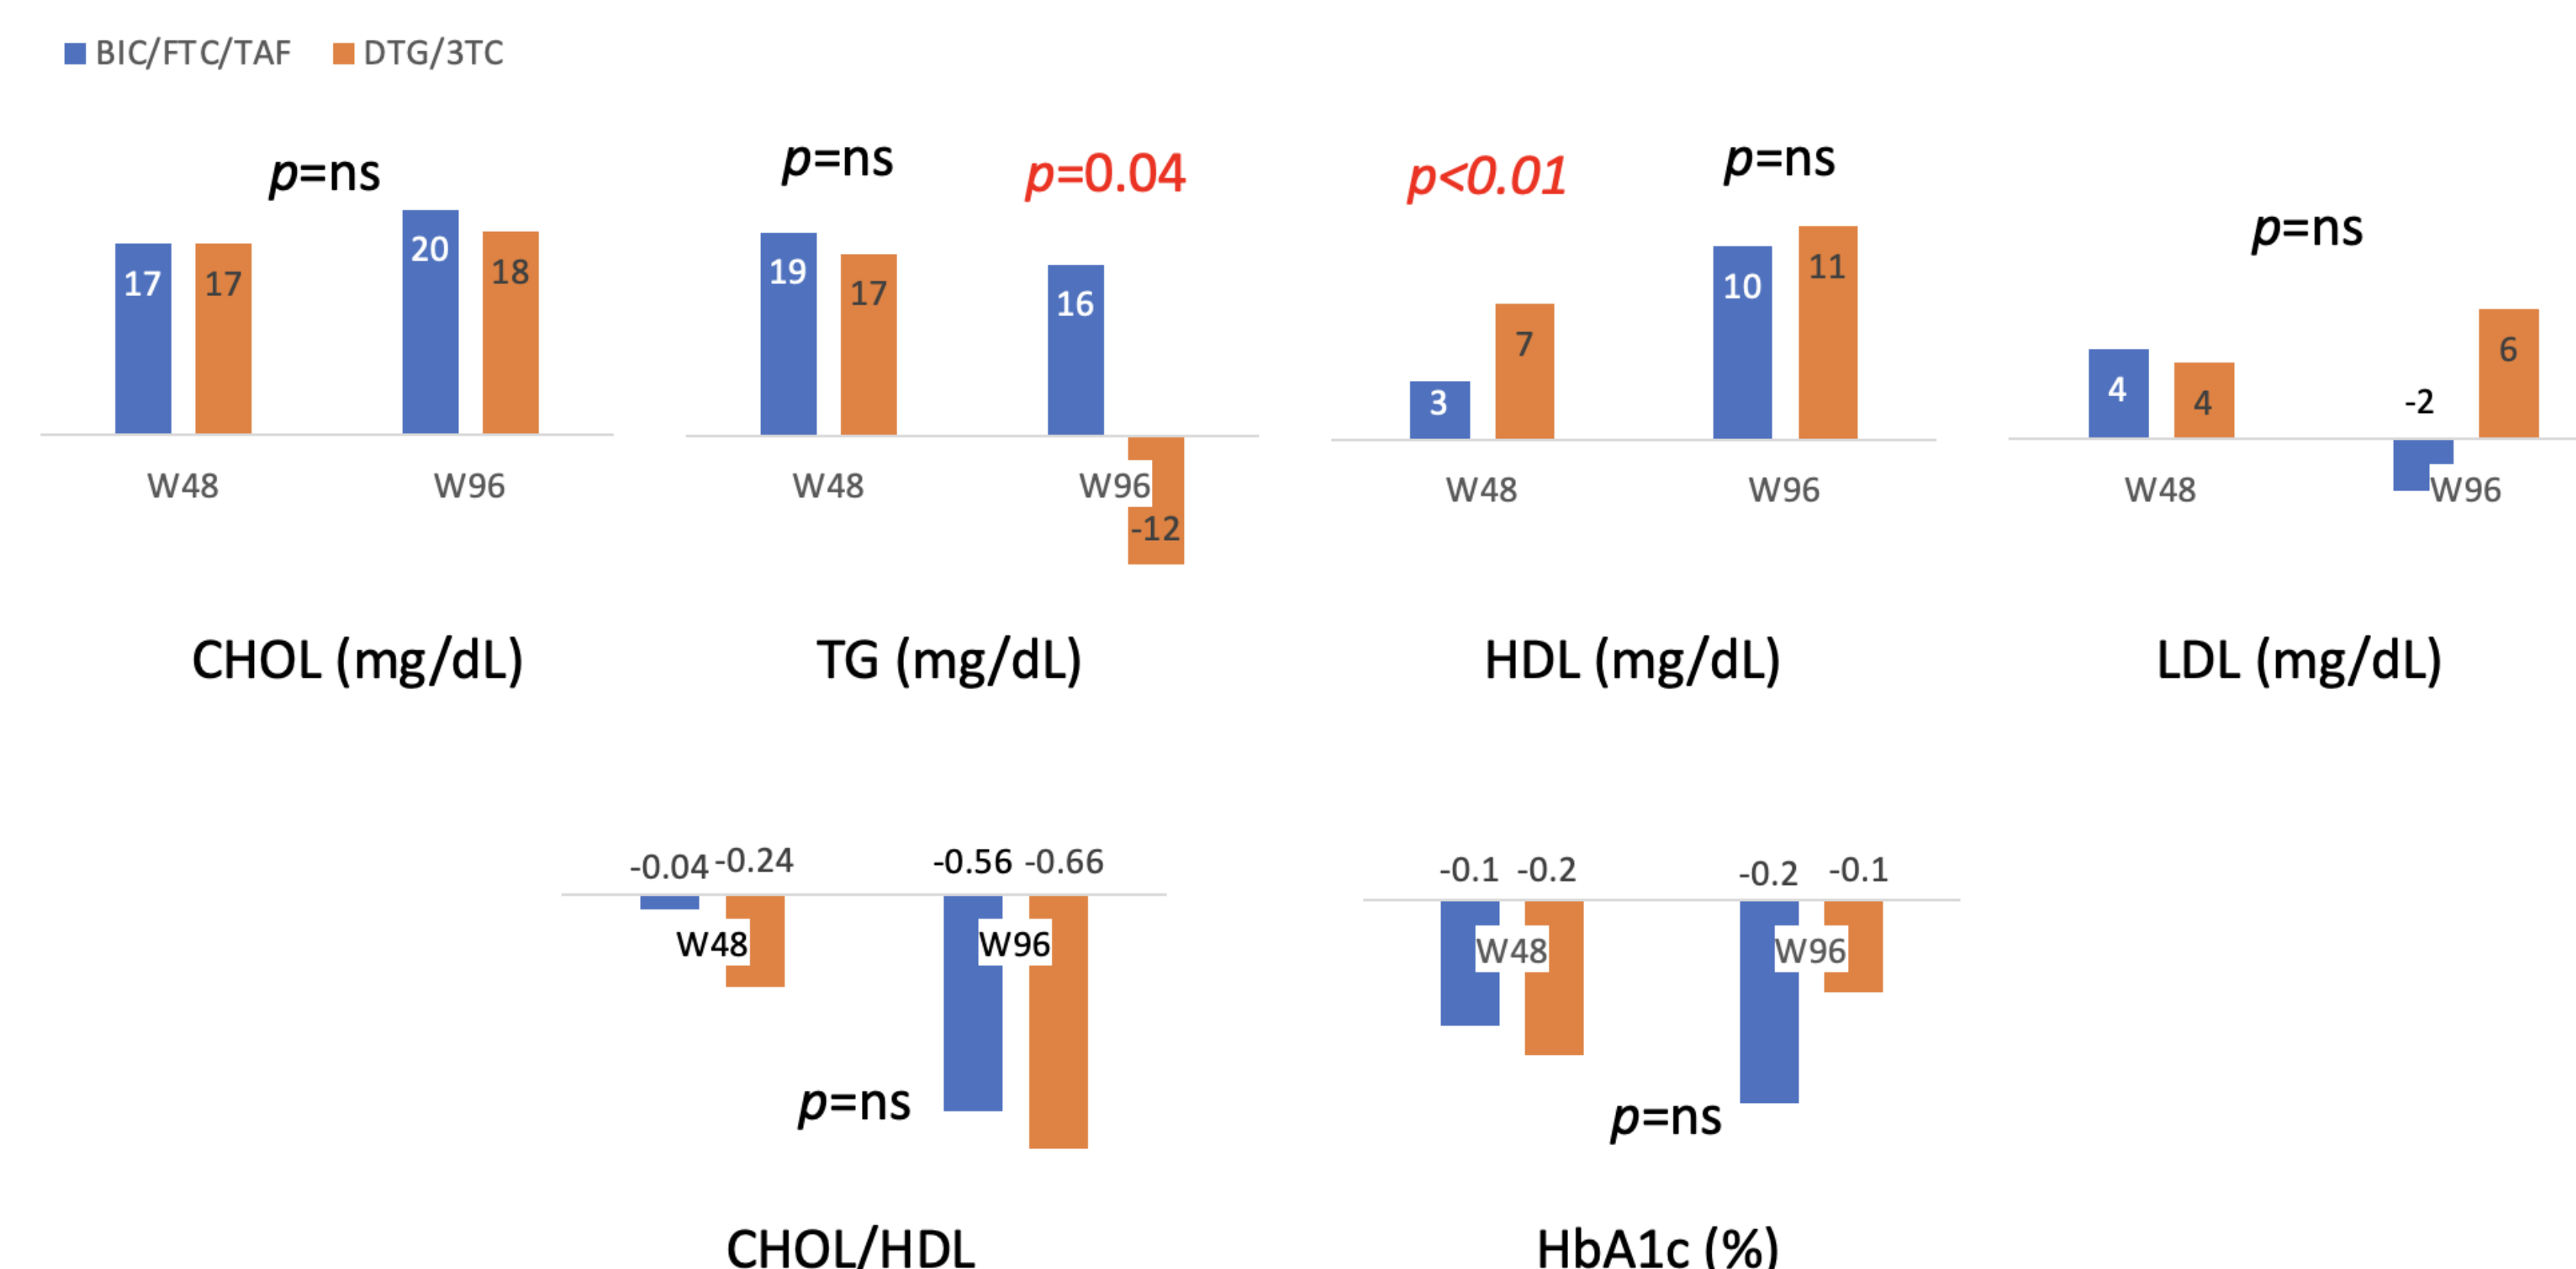 BIC/FTC/TAF DTG/3TC
p=ns
17 17 20 18
W48 W96
CHOL (mg/dL)
p=ns p=0.04
19 17 16 -12
W48 W96
TG (mg/dL)
p<0.01 p=ns
3 7 10 11
W48 W96
HDL (mg/dL)
p=ns
4 4 -2 6
W48 W96
LDL (mg/dL)
-0.04 -0.24 -0.56 -0.66
W48 W96
p=ns
CHOL/HDL
-0.1 -0.2 -0.2 -0.1
W48 W96
p=ns
HbA1c (%)